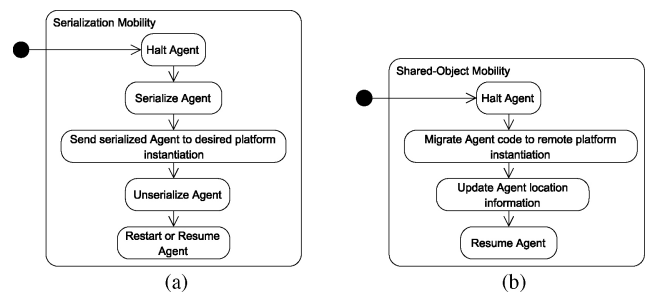 Serialization Mobility
Halt Agent
Serialize Agent
Send serialized Agent to desired platform
instantiation
Unserialize Agent
Restart or Resume
Agent
(a)
Shared-Object Mobility
Halt Agent
Migrate Agent code to remote platform
instantiation
Update Agent location
information
Resume Agent
(b)